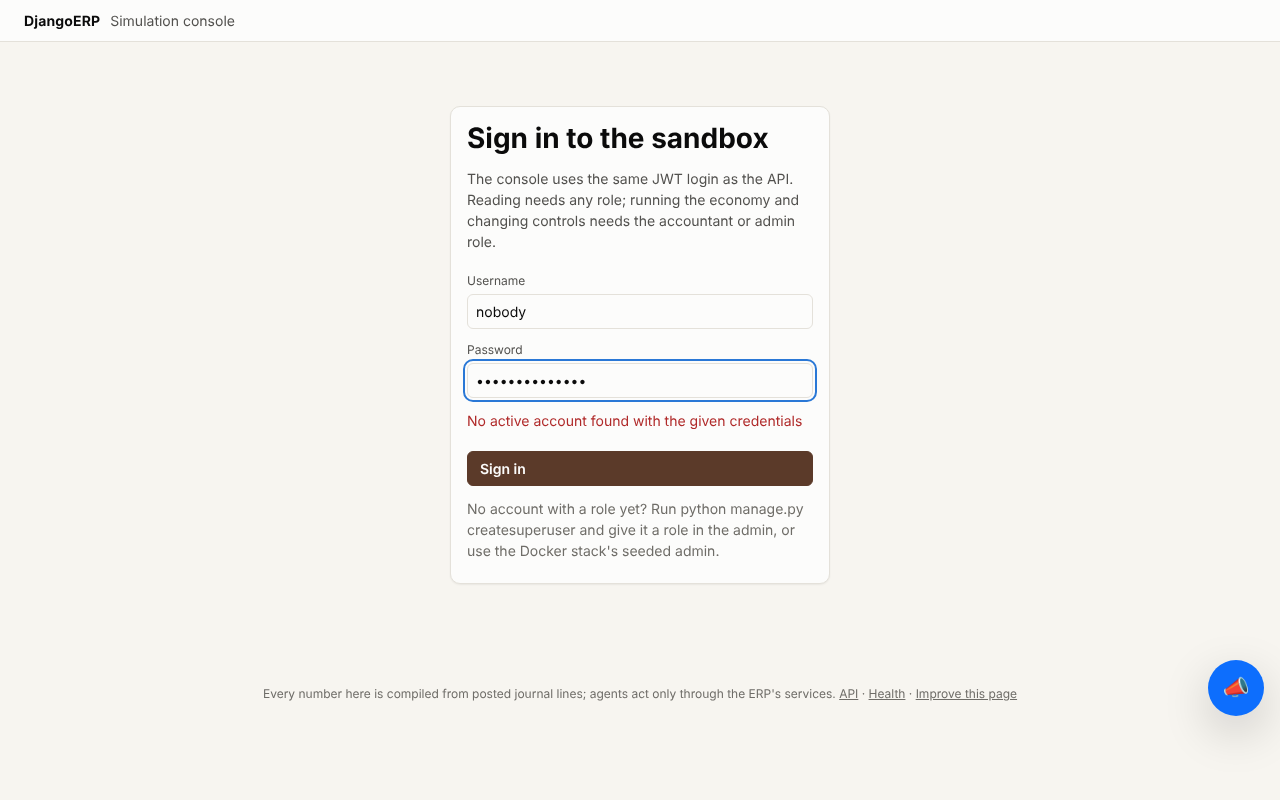 DjangoERP Simulation console
Sign in to the sandbox
The console uses the same JWT login as the API.
Reading needs any role; running the economy and
changing controls needs the accountant or admin
role.
Username
nobody
Password
••••••••••••••
No active account found with the given credentials
Sign in
No account with a role yet? Run python manage.py
createsuperuser and give it a role in the admin, or
use the Docker stack's seeded admin.
Every number here is compiled from posted journal lines; agents act only through the ERP's services. API · Health · Improve this page